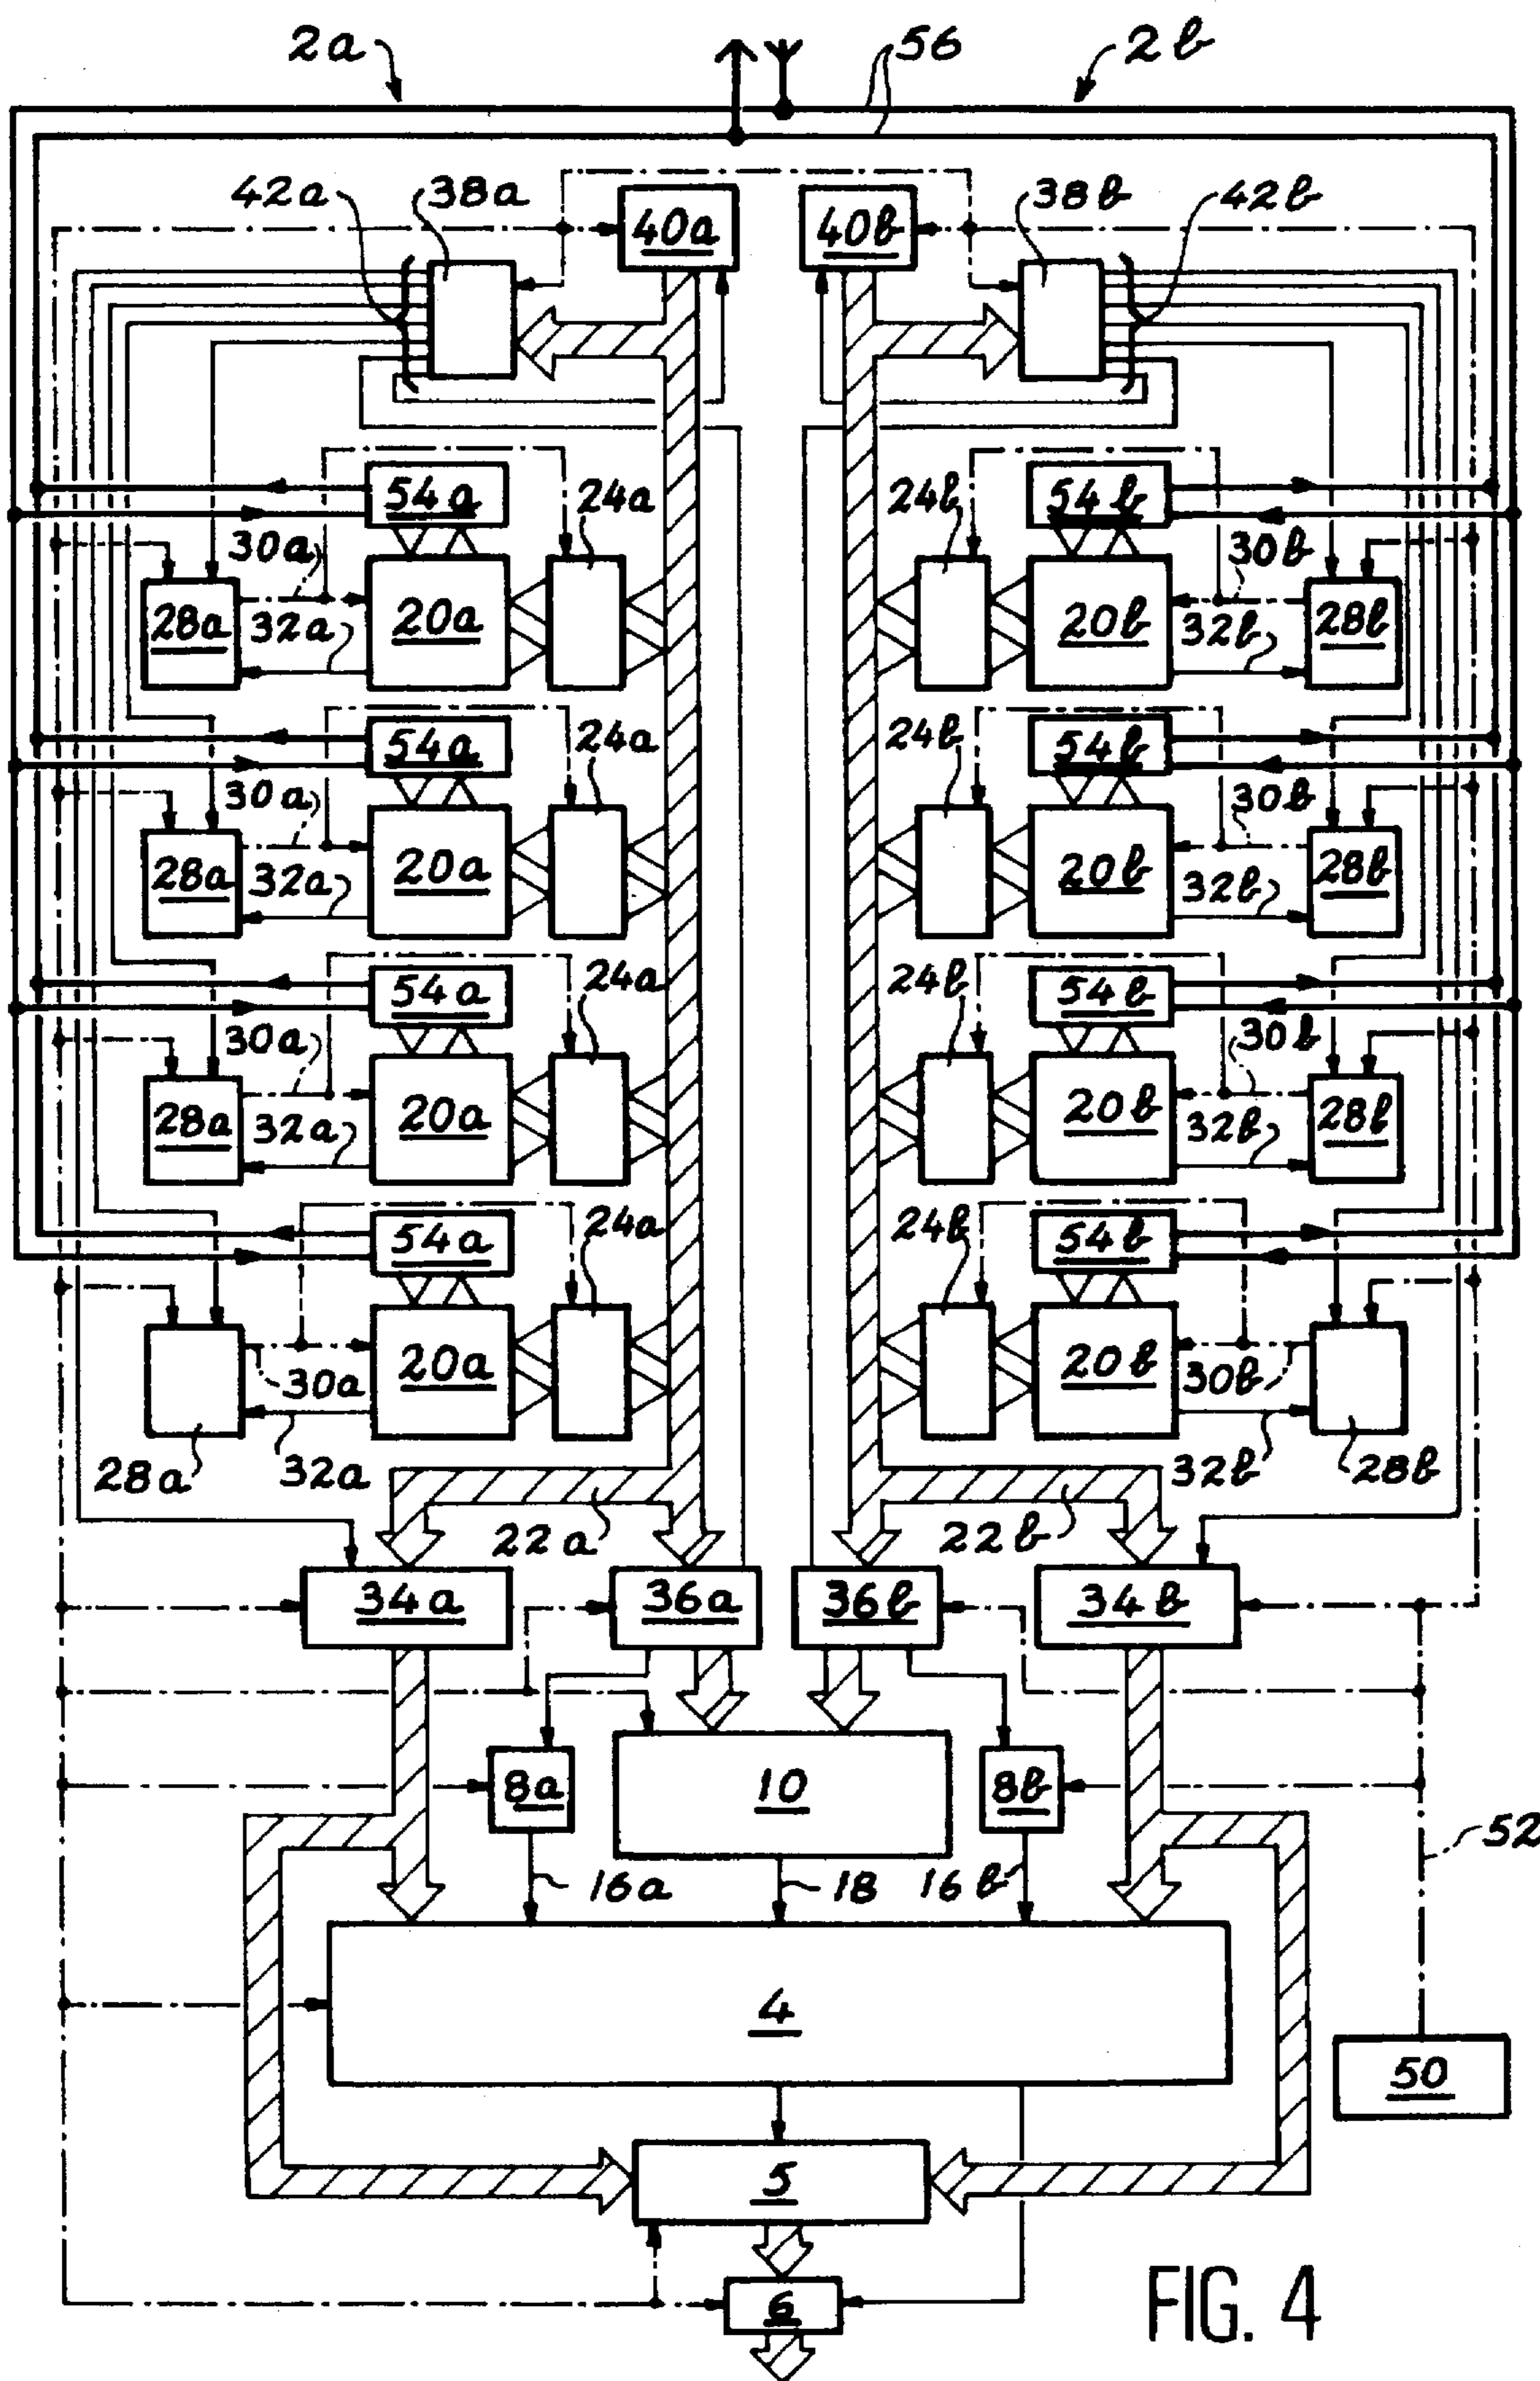 2a 56 2b
42a 38a 40a 40b 38b 42b
54a 24a 24b 54b
30a 30b
28a 32a 20a 20b 32b 28b
54a 24a 24b 54b
30a 30b
28a 32a 20a 20b 32b 28b
54a 24a 24b 54b
30a 30b
28a 32a 20a 20b 32b 28b
54a 24a 24b 54b
30a 20a 20b 30b
28a 32a 32b 28b
22a 22b
34a 36a 36b 34b
8a 10 8b
52
16a 18 16b
4
50
5
6
FIG. 4